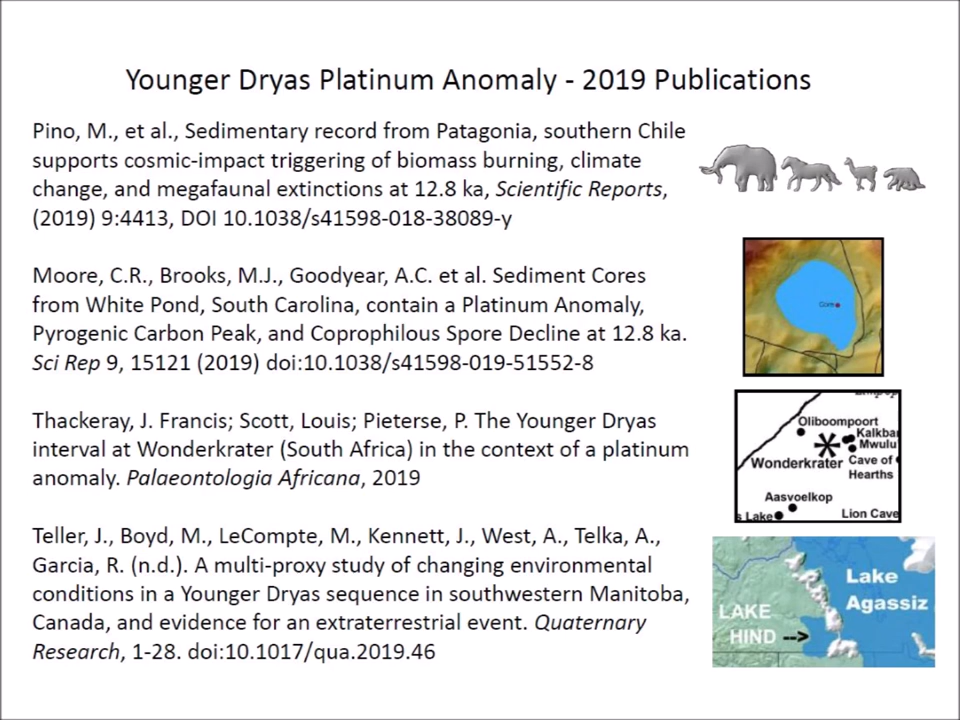 Younger Dryas Platinum Anomaly - 2019 Publications
Pino, M., et al., Sedimentary record from Patagonia, southern Chile
supports cosmic-impact triggering of biomass burning, climate
change, and megafaunal extinctions at 12.8 ka, Scientific Reports,
(2019) 9:4413, DOI 10.1038/s41598-018-38089-y
Moore, C.R., Brooks, M.J., Goodyear, A.C. et al. Sediment Cores
from White Pond, South Carolina, contain a Platinum Anomaly,
Pyrogenic Carbon Peak, and Coprophilous Spore Decline at 12.8 ka.
Sci Rep 9, 15121 (2019) doi:10.1038/s41598-019-51552-8
Core
Thackeray, J. Francis; Scott, Louis; Pieterse, P. The Younger Dryas
interval at Wonderkrater (South Africa) in the context of a platinum
anomaly. Palaeontologia Africana, 2019
Oliboompoort
Kalkba
Mwulu
Wonderkrater
Cave of
Hearths
Aasvoelkop
s Lake
Lion Cave
Teller, J., Boyd, M., LeCompte, M., Kennett, J., West, A., Telka, A.,
Garcia, R. (n.d.). A multi-proxy study of changing environmental
conditions in a Younger Dryas sequence in southwestern Manitoba,
Canada, and evidence for an extraterrestrial event. Quaternary
Research, 1-28. doi:10.1017/qua.2019.46
Lake
Agassiz
LAKE
HIND -->